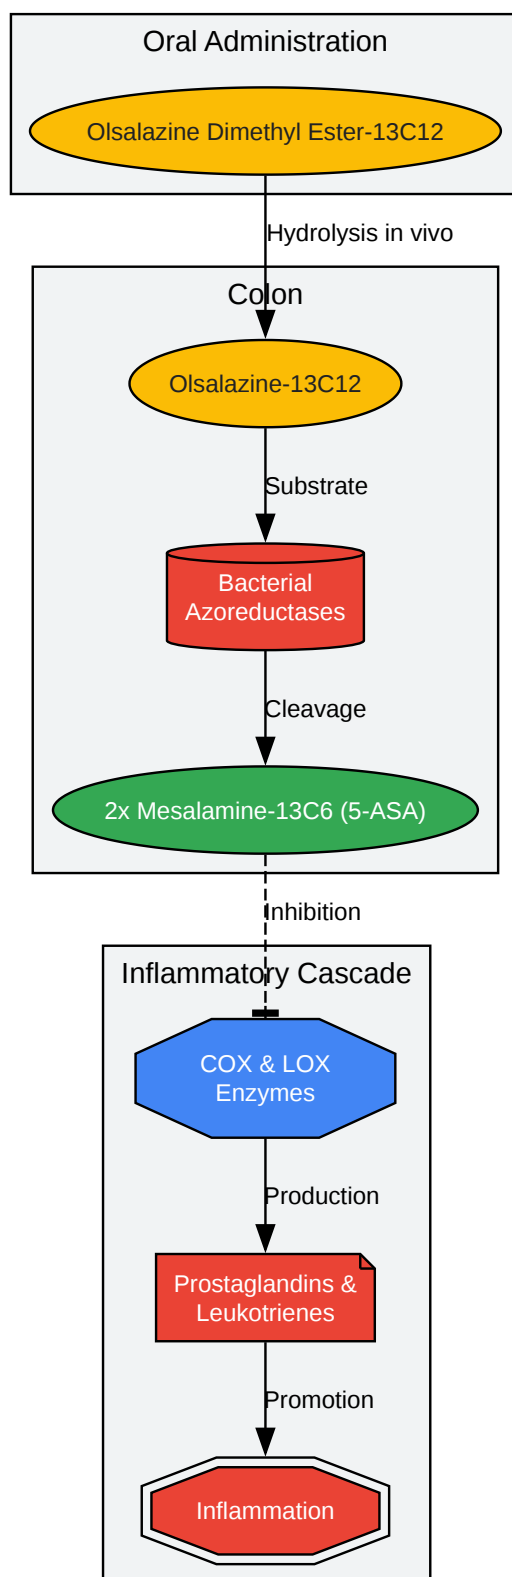 Oral Administration
Olsalazine Dimethyl Ester-13C12
Hydrolysis in vivo
Colon
Olsalazine-13C12
Substrate
Bacterial
Azoreductases
Cleavage
2x Mesalamine-13C6 (5-ASA)
Inhibition
Inflammatory Cascade
COX & LOX
Enzymes
Production
Prostaglandins &
Leukotrienes
Promotion
Inflammation